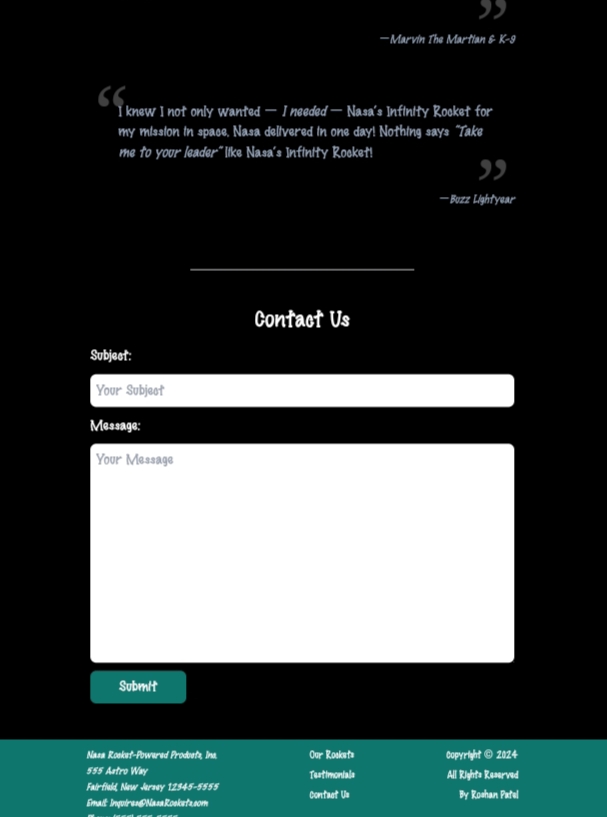 ”
—Marvin The Martian & K-9
“
I knew I not only wanted — I needed — Nasa's Infinity Rocket for
my mission in space. Nasa delivered in one day! Nothing says "Take
me to your leader" like Nasa's Infinity Rocket!
”
—Buzz Lightyear
Contact Us
Subject:
Your Subject
Message:
Your Message
Submit
Nasa Rocket-Powered Products, Inc.
555 Astro Way
Fairfield, New Jersey 12345-5555
Email: Inquires@NasaRockets.com
Our Rockets
Testimonials
Contact Us
Copyright © 2024
All Rights Reserved
By Roshan Patel